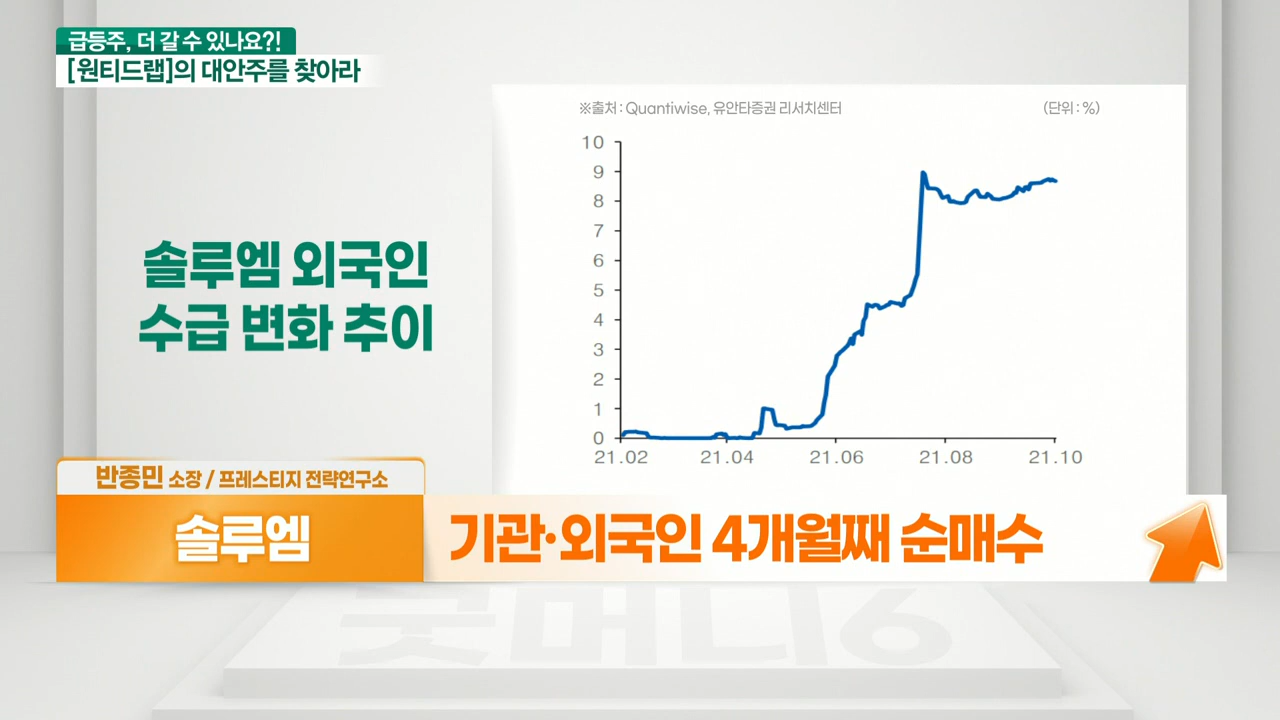 급등주, 더 갈 수 있나요?!
[원티드랩]의 대안주를 찾아라
※출처 : Quantiwise, 유안타증권 리서치센터
(단위 : %)
솔루엠 외국인
수급 변화 추이
10
9
8
7
6
5
4
3
2
1
0
21.02
21.04
21.06
21.08
21.10
반종민 소장 / 프레스티지 전략연구소
솔루엠
기관·외국인 4개월째 순매수
굿머니6